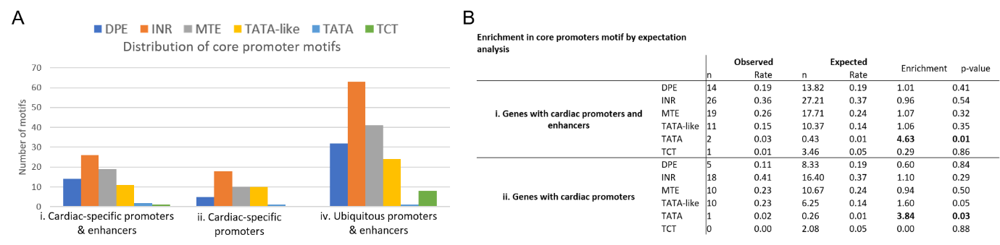 A
DPE INR MTE TATA-like TATA TCT
Distribution of core promoter motifs
Number of motifs
70
60
50
40
30
20
10
0
i. Cardiac-specific promoters
& enhancers
ii. Cardiac-specific
promoters
iv. Ubiquitous promoters
& enhancers
B
Enrichment in core promoters motif by expectation
analysis
Observed Expected
n Rate n Rate Enrichment p-value
i. Genes with cardiac promoters and
enhancers
DPE 14 0.19 13.82 0.19 1.01 0.41
INR 26 0.36 27.21 0.37 0.96 0.54
MTE 19 0.26 17.71 0.24 1.07 0.32
TATA-like 11 0.15 10.37 0.14 1.06 0.35
TATA 2 0.03 0.43 0.01 4.63 0.01
TCT 1 0.01 3.46 0.05 0.29 0.86
ii. Genes with cardiac promoters
DPE 5 0.11 8.33 0.19 0.60 0.84
INR 18 0.41 16.40 0.37 1.10 0.29
MTE 10 0.23 10.67 0.24 0.94 0.50
TATA-like 10 0.23 6.25 0.14 1.60 0.05
TATA 1 0.02 0.26 0.01 3.84 0.03
TCT 0 0.00 2.08 0.05 0.00 0.88